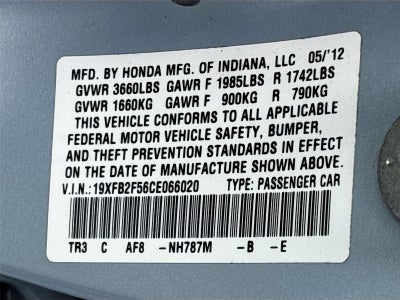 MFD. BY HONDA MFG. OF INDIANA, LLC 05/'12
GVWR 3660LBS GAWR F 1985LBS R 1742LBS
GVWR 1660KG GAWR F 900KG R 790KG
THIS VEHICLE CONFORMS TO ALL APPLICABLE
FEDERAL MOTOR VEHICLE SAFETY, BUMPER,
AND THEFT PREVENTION STANDARDS IN EFFECT
ON THE DATE OF MANUFACTURE SHOWN ABOVE.
V.I.N.: 19XFB2F56CE066020 TYPE: PASSENGER CAR
TR3 C AF8 -NH787M -B -E